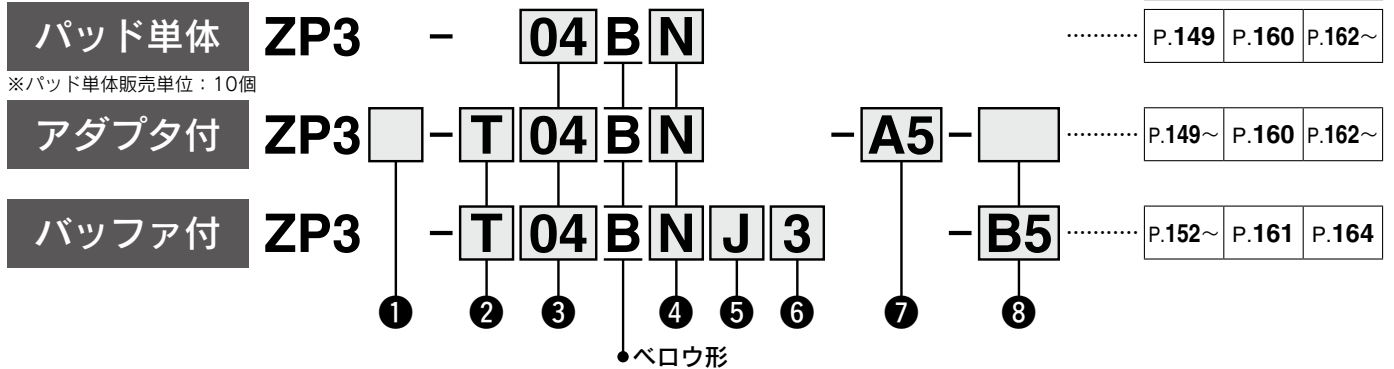 パッド単体 ZP3 - 04 B N ........... P.149 P.160 P.162~
※パッド単体販売単位：10個
アダプタ付 ZP3 - T 04 B N - A5 - ........... P.149~ P.160 P.162~
バッファ付 ZP3 - T 04 B N J 3 - B5 ........... P.152~ P.161 P.164
❶ ❷ ❸ ❹ ❺ ❻ ❼ ❽
●ベロウ形